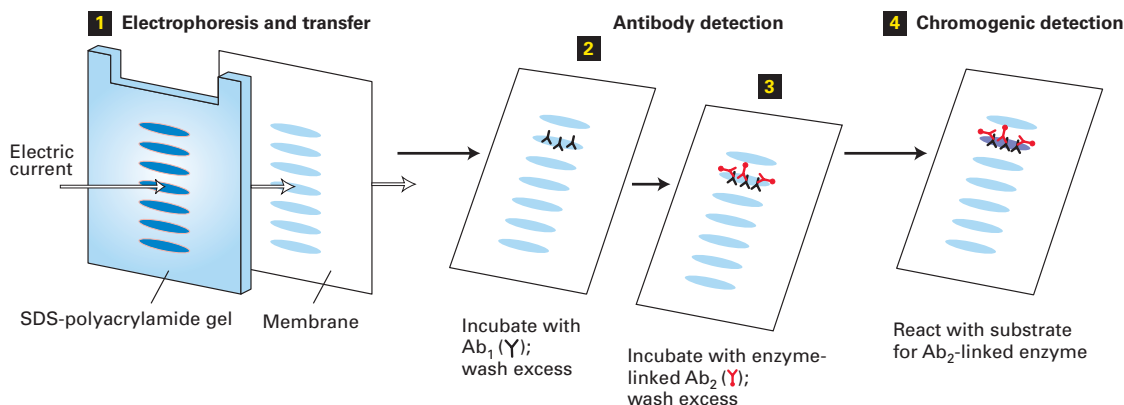 1 Electrophoresis and transfer
Antibody detection
4 Chromogenic detection
2
3
Electric
current
SDS-polyacrylamide gel
Membrane
Incubate with
Ab₁ (Y);
wash excess
Incubate with enzyme-
linked Ab₂ (Y);
wash excess
React with substrate
for Ab₂-linked enzyme